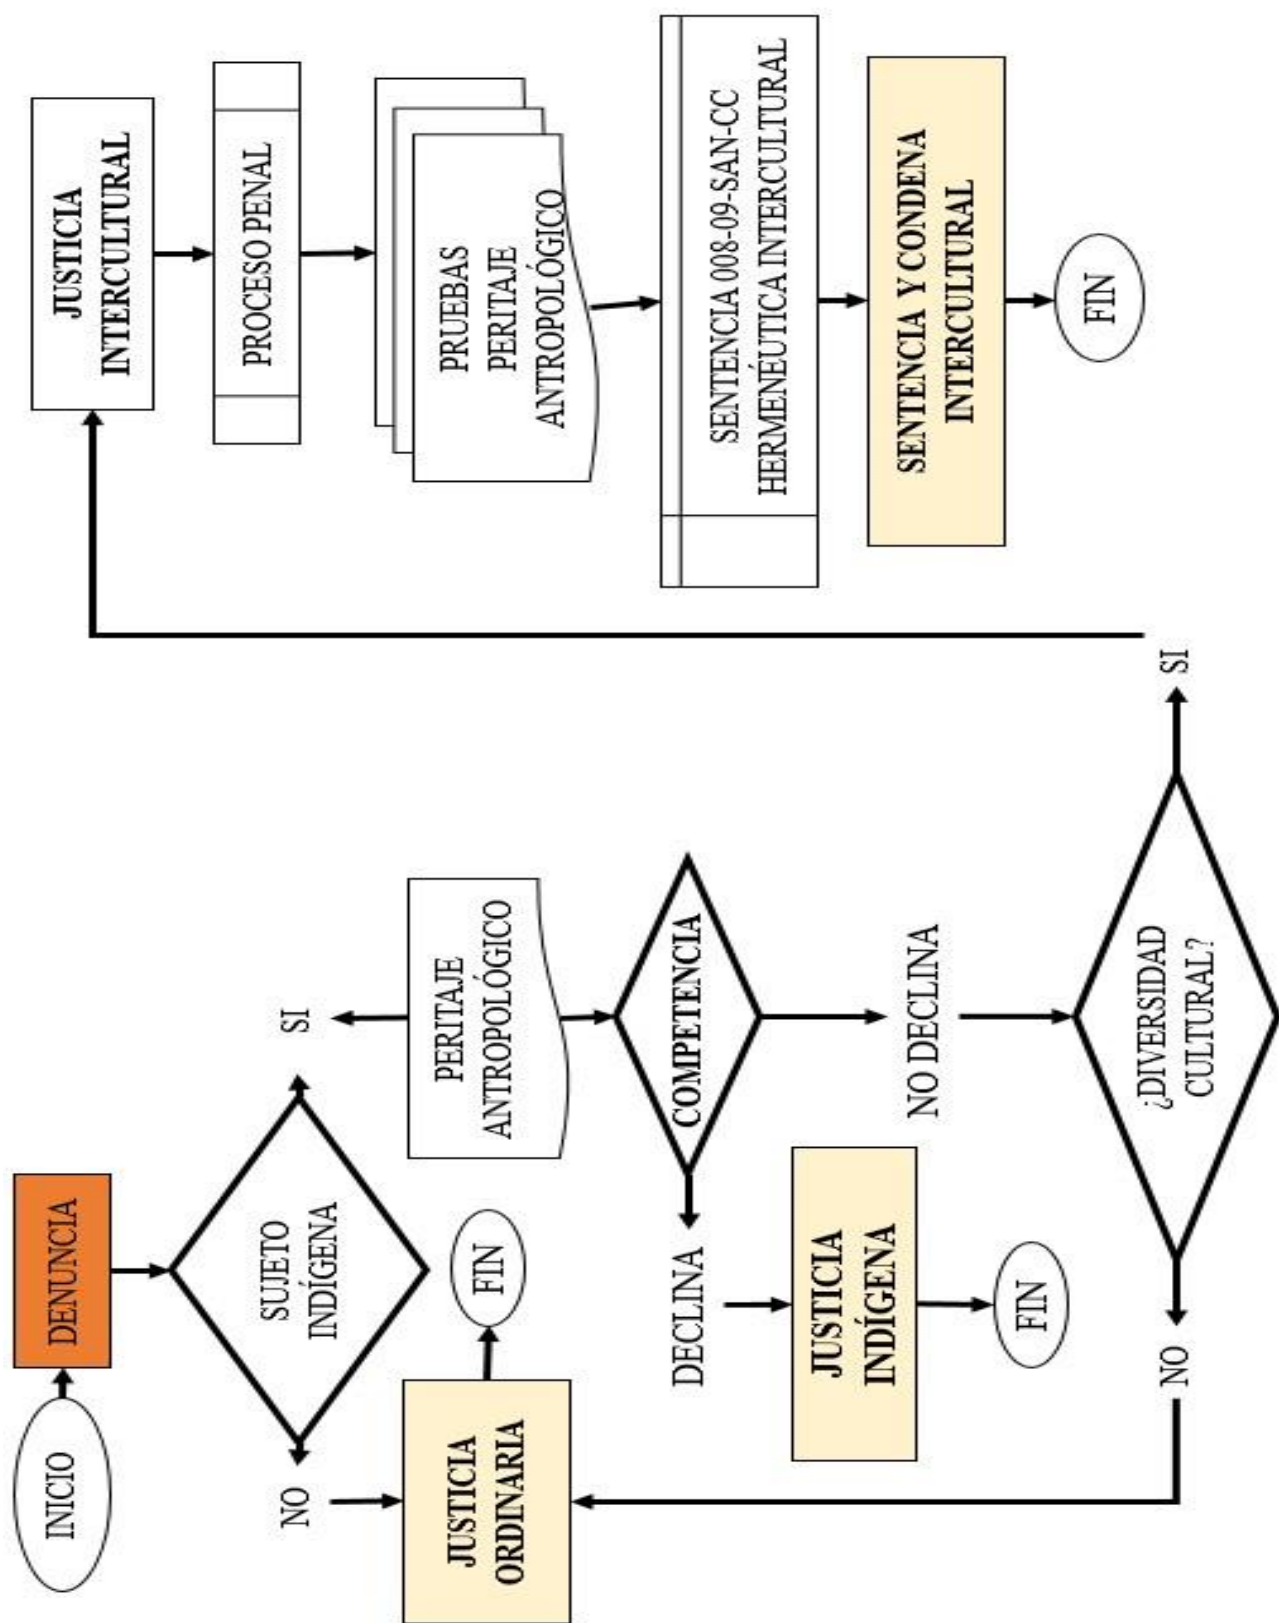 INICIO
DENUNCIA
SUJETO
INDÍGENA
NO
SI
JUSTICIA
ORDINARIA
FIN
PERITAJE
ANTROPOLÓGICO
COMPETENCIA
DECLINA
JUSTICIA
INDÍGENA
FIN
NO DECLINA
¿DIVERSIDAD
CULTURAL?
NO
SI
JUSTICIA
INTERCULTURAL
PROCESO PENAL
PRUEBAS
PERITAJE
ANTROPOLÓGICO
SENTENCIA 008-09-SAN-CC
HERMENÉUTICA INTERCULTURAL
SENTENCIA Y CONDENA
INTERCULTURAL
FIN